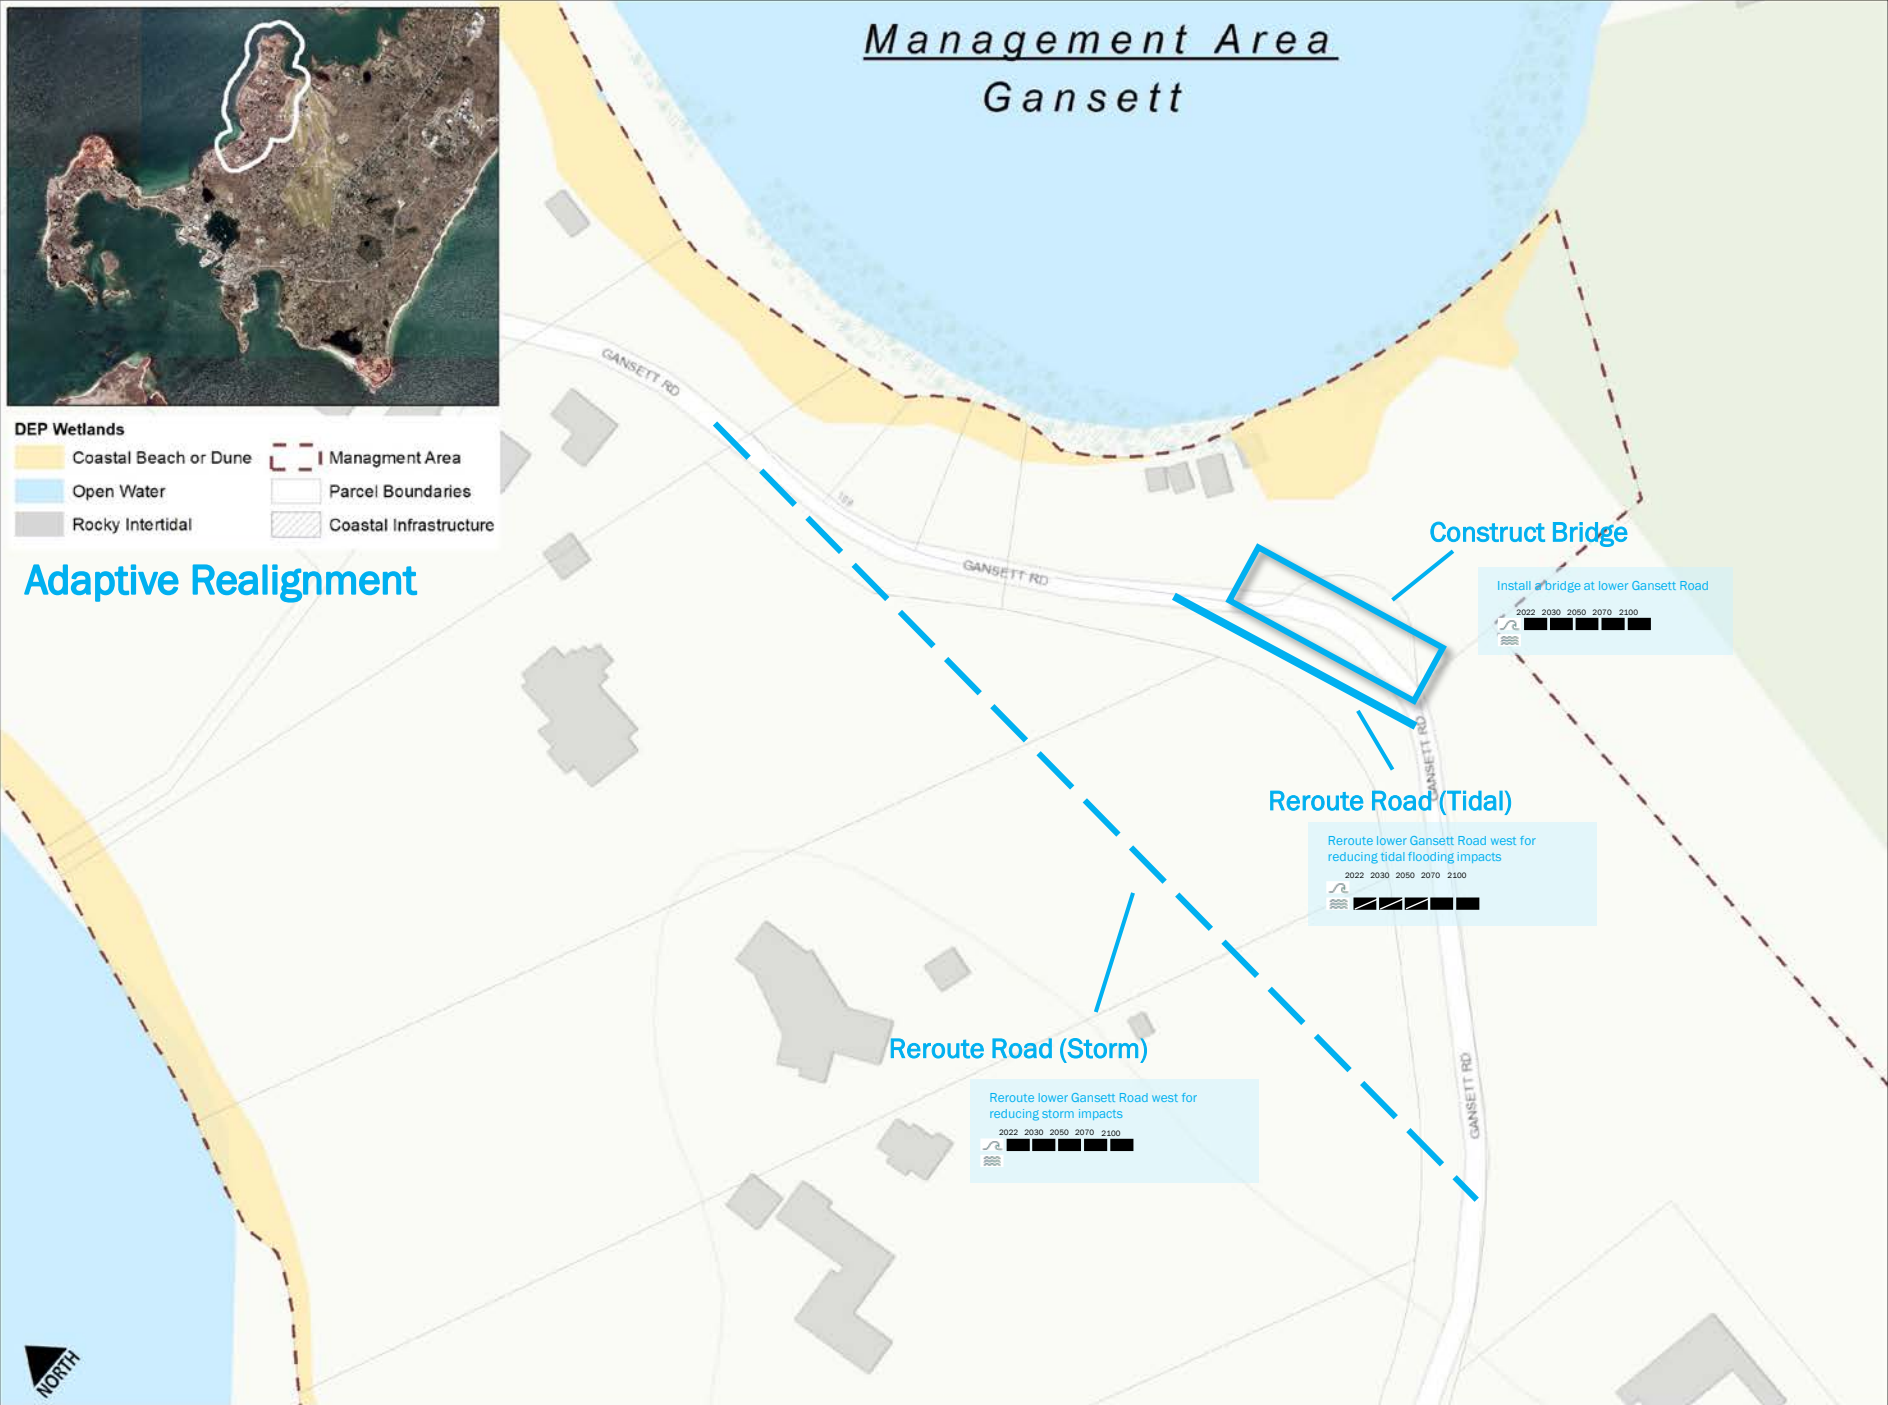 Management Area
Gansett
DEP Wetlands
Coastal Beach or Dune
Managment Area
Open Water
Parcel Boundaries
Rocky Intertidal
Coastal Infrastructure
Adaptive Realignment
GANSETT RD
GANSETT RD
Construct Bridge
Install a bridge at lower Gansett Road
2022 2030 2050 2070 2100
GANSETT RD
Reroute Road (Tidal)
Reroute lower Gansett Road west for
reducing tidal flooding impacts
2022 2030 2050 2070 2100
Reroute Road (Storm)
Reroute lower Gansett Road west for
reducing storm impacts
2022 2030 2050 2070 2100
GANSETT RD
NORTH